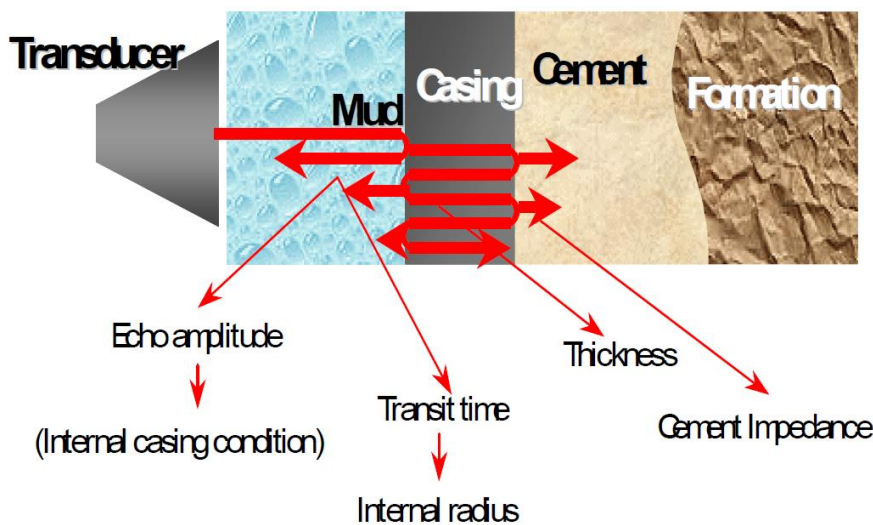 Transducer
Mud
Casing
Cement
Formation
Echo amplitude
(Internal casing condition)
Transit time
Internal radius
Thickness
Cement Impedance